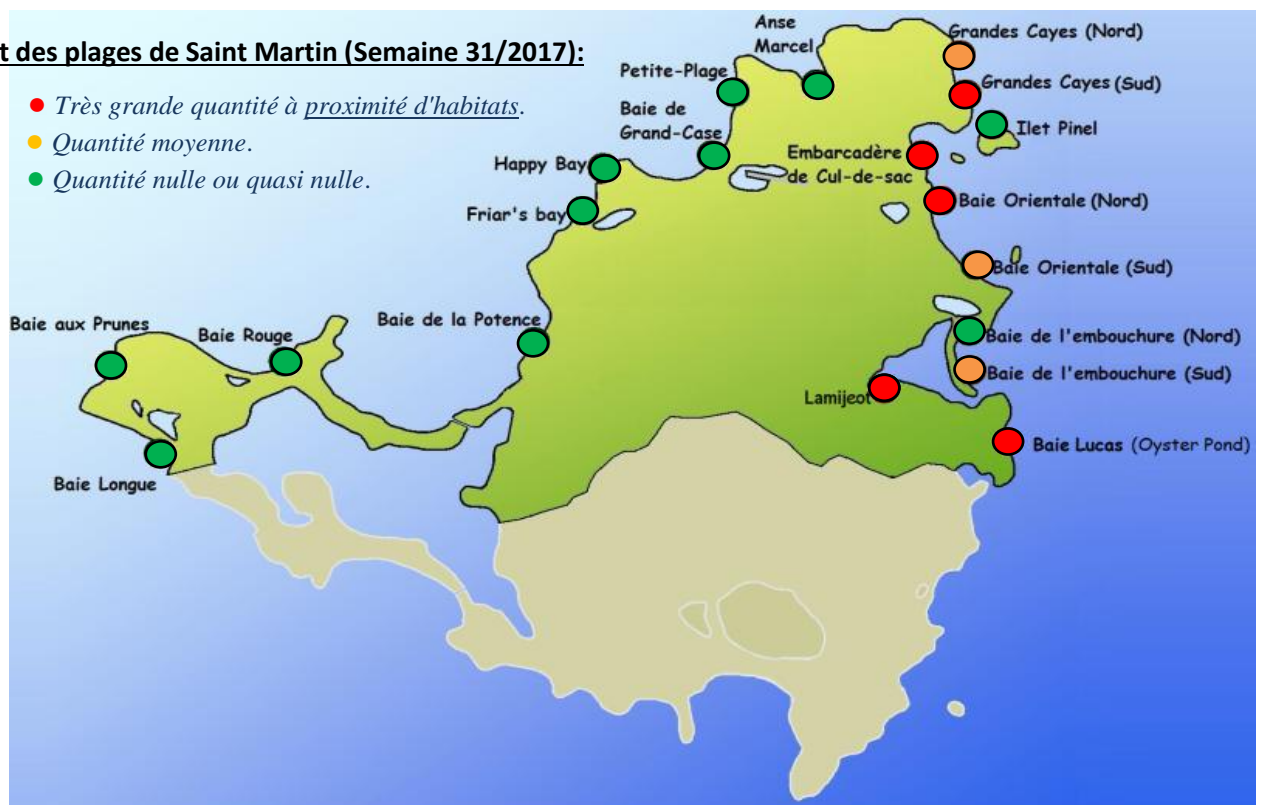 t des plages de Saint Martin (Semaine 31/2017):
Très grande quantité à proximité d'habitats.
Quantité moyenne.
Quantité nulle ou quasi nulle.
Anse
Marcel
Grandes Cayes (Nord)
Petite-Plage
Grandes Cayes (Sud)
Baie de
Grand-Case
Ilet Pinel
Happy Bay
Embarcadère
de Cul-de-sac
Friar's bay
Baie Orientale (Nord)
Baie Orientale (Sud)
Baie aux Prunes
Baie Rouge
Baie de la Potence
Baie de l'embouchure (Nord)
Baie de l'embouchure (Sud)
Lamijeot
Baie Lucas (Oyster Pond)
Baie Longue